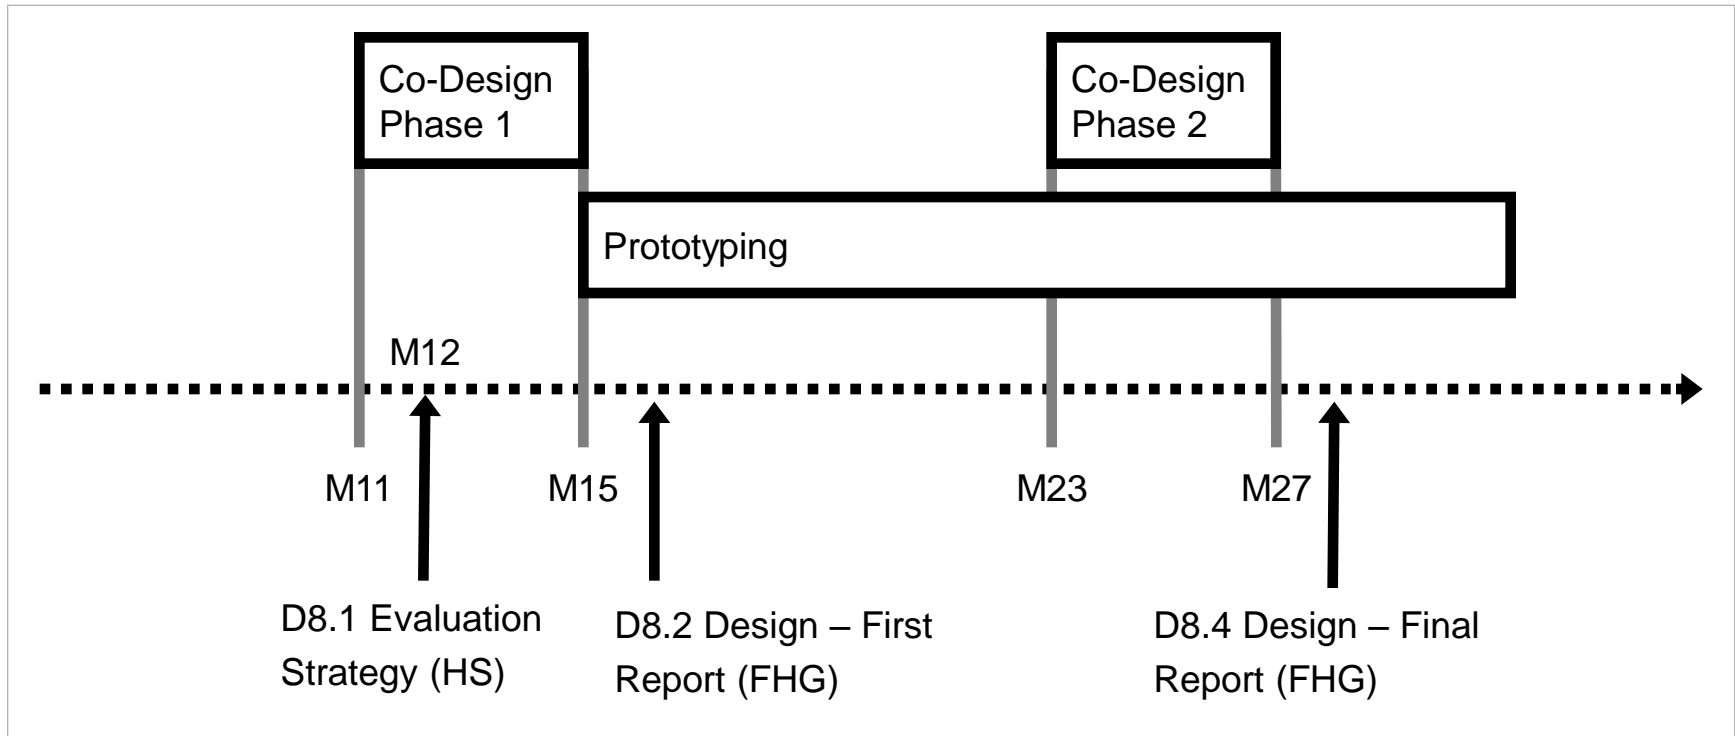 Co-Design
Phase 1
Co-Design
Phase 2
Prototyping
M12
M11
M15
M23
M27
D8.1 Evaluation
Strategy (HS)
D8.2 Design – First
Report (FHG)
D8.4 Design – Final
Report (FHG)